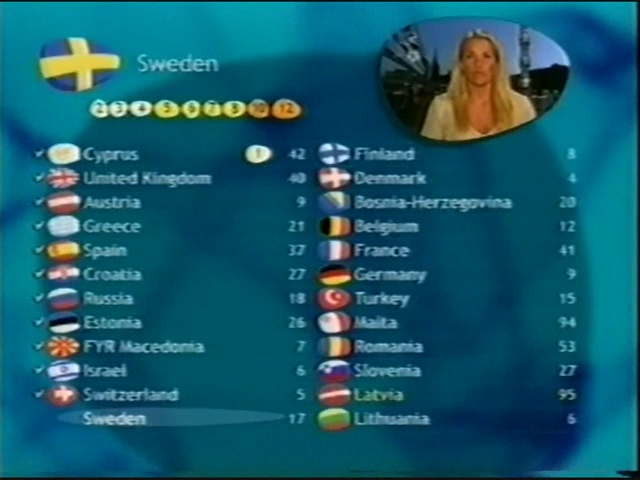 Sweden
2 3 4 5 6 7 8 10 12
Cyprus 1 42
United Kingdom 40
Austria 9
Greece 21
Spain 37
Croatia 27
Russia 18
Estonia 26
FYR Macedonia 7
Israel 6
Switzerland 5
Sweden 17
Finland 8
Denmark 4
Bosnia-Herzegovina 20
Belgium 12
France 41
Germany 9
Turkey 15
Malta 94
Romania 53
Slovenia 27
Latvia 95
Lithuania 6